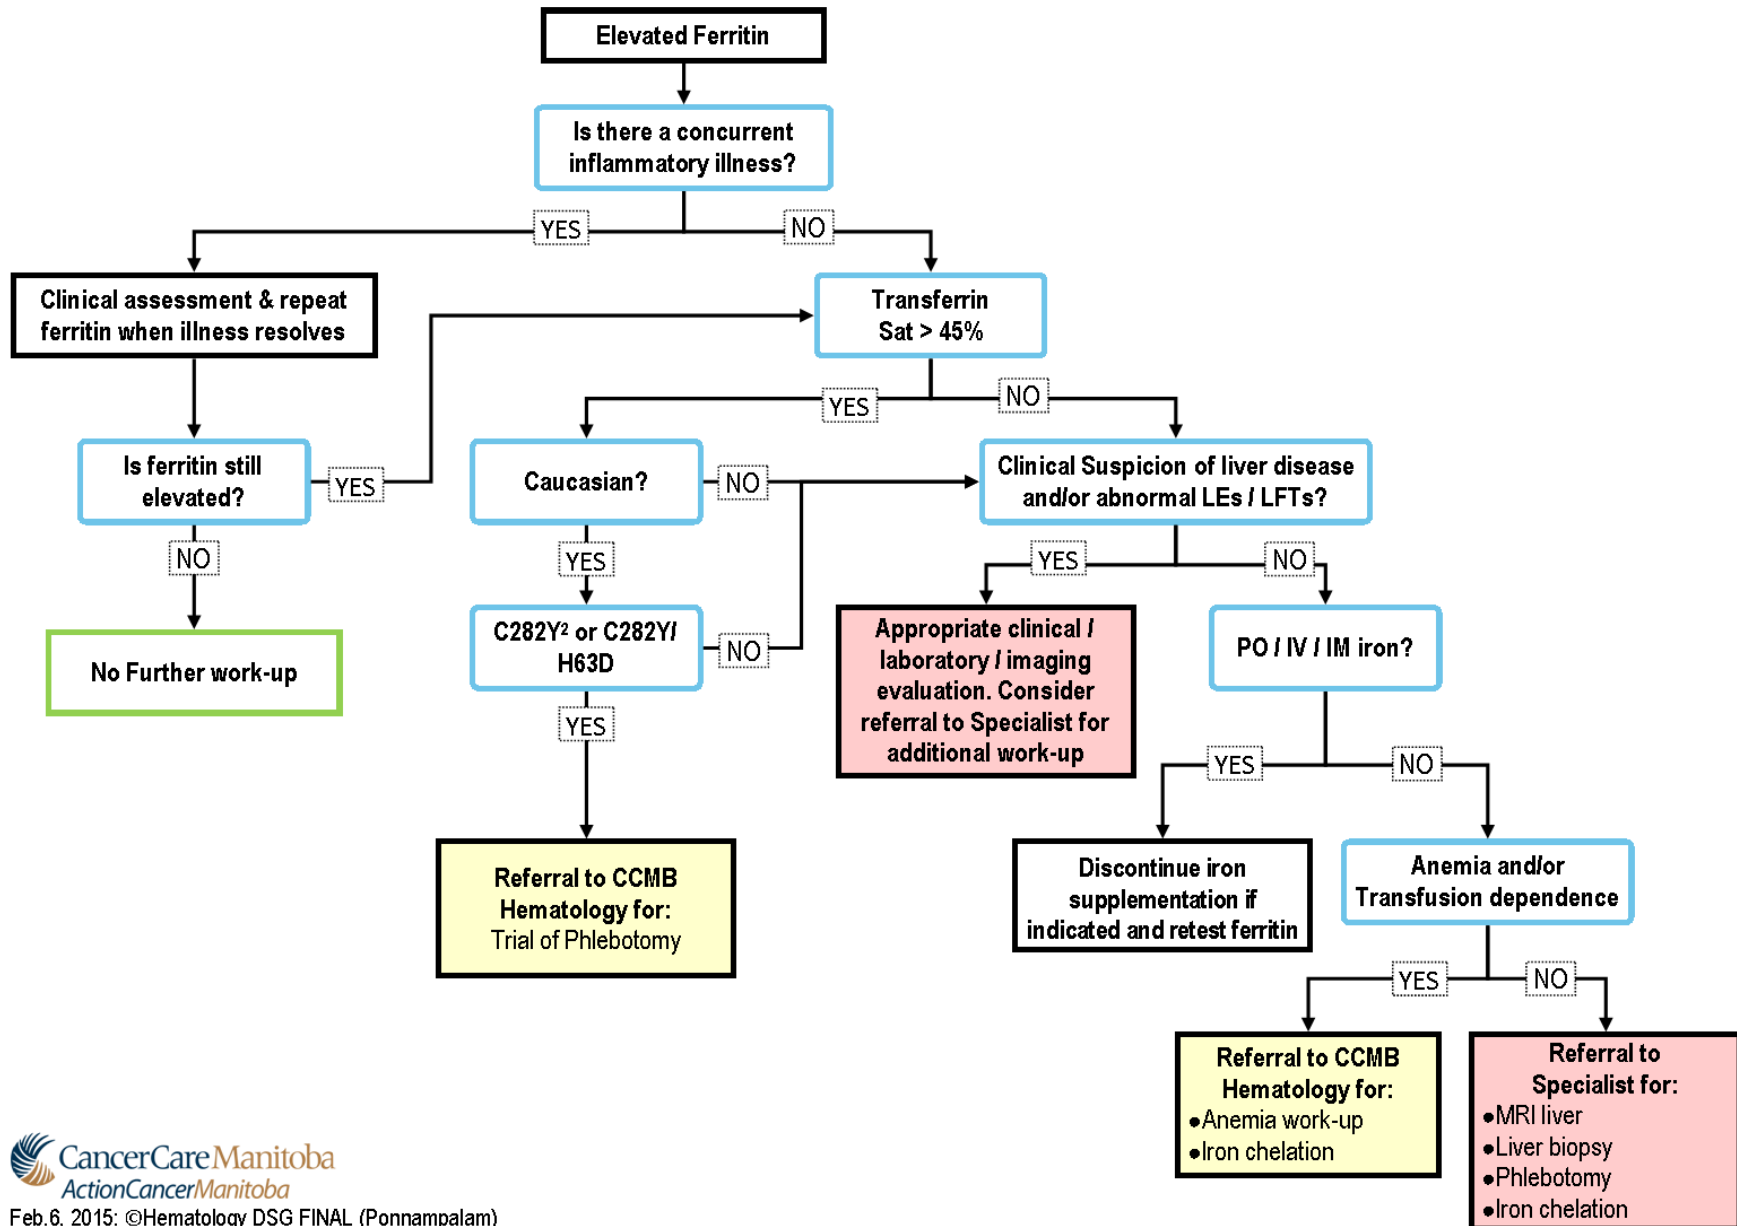 Elevated Ferritin
Is there a concurrent
inflammatory illness?
YES
NO
Clinical assessment & repeat
ferritin when illness resolves
Transferrin
Sat > 45%
YES
NO
Is ferritin still
elevated?
YES
Caucasian?
NO
Clinical Suspicion of liver disease
and/or abnormal LEs / LFTs?
NO
YES
YES
NO
No Further work-up
C282Y² or C282Y/
H63D
NO
Appropriate clinical /
laboratory / imaging
evaluation. Consider
referral to Specialist for
additional work-up
PO / IV / IM iron?
YES
YES
NO
Referral to CCMB
Hematology for:
Trial of Phlebotomy
Discontinue iron
supplementation if
indicated and retest ferritin
Anemia and/or
Transfusion dependence
YES
NO
Referral to CCMB
Hematology for:
●Anemia work-up
●Iron chelation
Referral to
Specialist for:
●MRI liver
●Liver biopsy
●Phlebotomy
●Iron chelation
CancerCare Manitoba
ActionCancerManitoba
Feb.6, 2015: ©Hematology DSG FINAL (Ponnampalam)